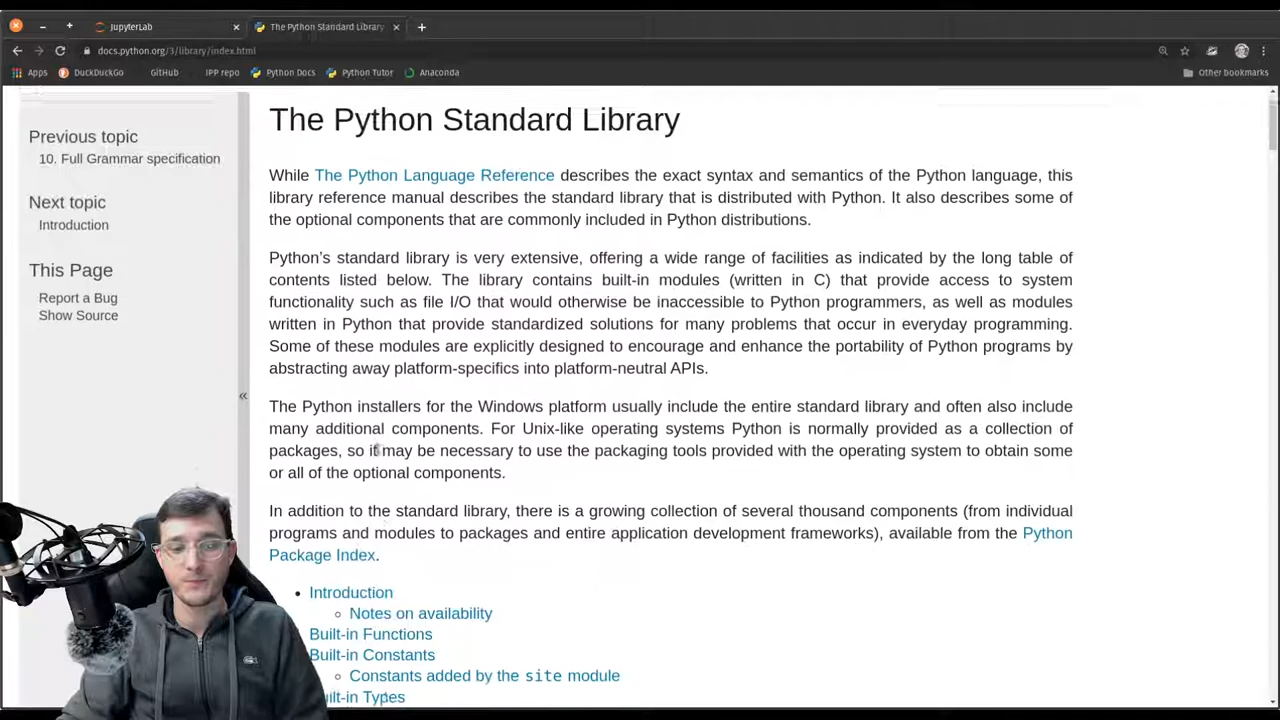 JupyterLab
The Python Standard Library
docs.python.org/3/library/index.html
Apps DuckDuckGo GitHub IPP repo Python Docs Python Tutor Anaconda Other bookmarks
Previous topic
10. Full Grammar specification
Next topic
Introduction
This Page
Report a Bug
Show Source
«
The Python Standard Library
While The Python Language Reference describes the exact syntax and semantics of the Python language, this
library reference manual describes the standard library that is distributed with Python. It also describes some of
the optional components that are commonly included in Python distributions.
Python's standard library is very extensive, offering a wide range of facilities as indicated by the long table of
contents listed below. The library contains built-in modules (written in C) that provide access to system
functionality such as file I/O that would otherwise be inaccessible to Python programmers, as well as modules
written in Python that provide standardized solutions for many problems that occur in everyday programming.
Some of these modules are explicitly designed to encourage and enhance the portability of Python programs by
abstracting away platform-specifics into platform-neutral APIs.
The Python installers for the Windows platform usually include the entire standard library and often also include
many additional components. For Unix-like operating systems Python is normally provided as a collection of
packages, so it may be necessary to use the packaging tools provided with the operating system to obtain some
or all of the optional components.
In addition to the standard library, there is a growing collection of several thousand components (from individual
programs and modules to packages and entire application development frameworks), available from the Python
Package Index.
Introduction
Notes on availability
Built-in Functions
Built-in Constants
Constants added by the site module
uilt-in Types